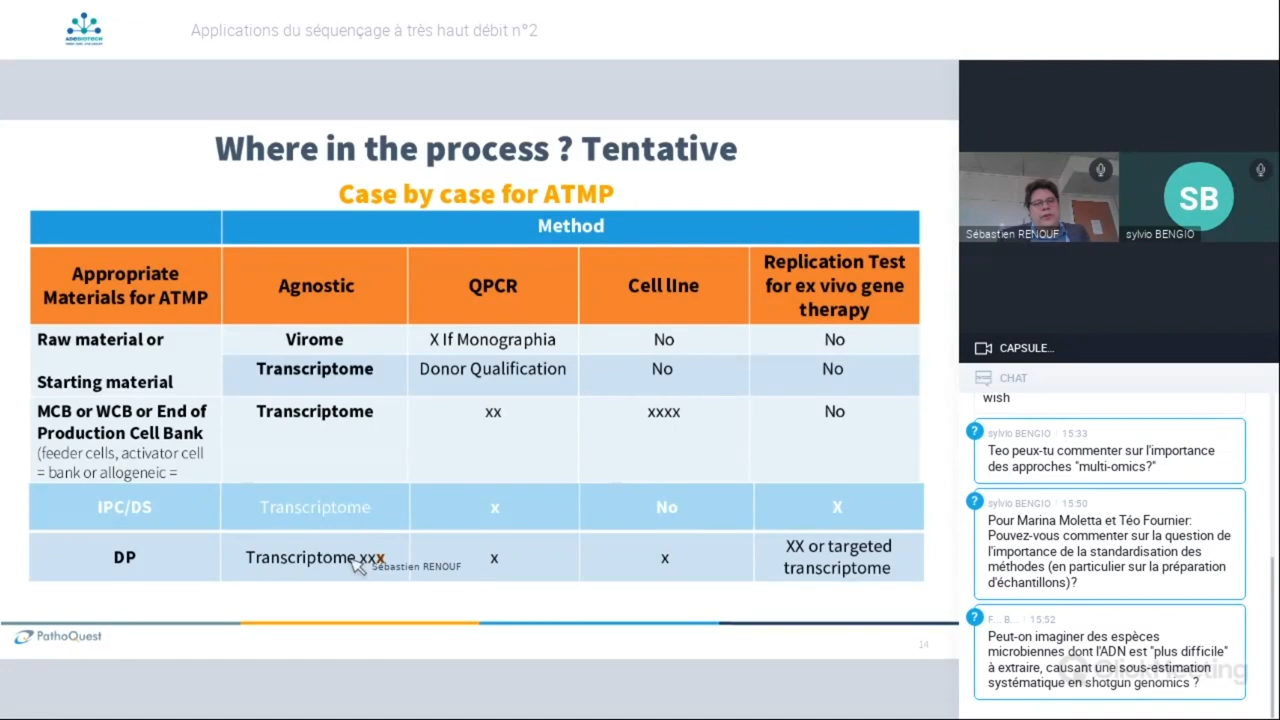 ADEBIOTECH
Applications du séquençage à très haut débit n°2
Where in the process ? Tentative
Case by case for ATMP
Method
Appropriate
Materials for ATMP
Agnostic
QPCR
Cell lIne
Replication Test
for ex vivo gene
therapy
Raw material or
Virome
X If Monographia
No
No
Starting material
Transcriptome
Donor Qualification
No
No
MCB or WCB or End of
Production Cell Bank
(feeder cells, activator cell
= bank or allogeneic =
Transcriptome
xx
xxxx
No
IPC/DS
Transcriptome
x
No
X
DP
Transcriptome xxx
x
x
XX or targeted
transcriptome
Sébastien RENOUF
PathoQuest
14
Sébastien RENOUF
SB
sylvio BENGIO
CAPSULE...
CHAT
wish
? sylvio BENGIO 15:33
Teo peux-tu commenter sur l'importance
des approches "multi-omics?"
? sylvio BENGIO 15:50
Pour Marina Moletta et Téo Fournier:
Pouvez-vous commenter sur la question de
l'importance de la standardisation des
méthodes (en particulier sur la préparation
d'échantillons)?
? F... B... 15:52
Peut-on imaginer des espèces
microbiennes dont l'ADN est "plus difficile"
à extraire, causant une sous-estimation
systématique en shotgun genomics ?
ClickMeeting